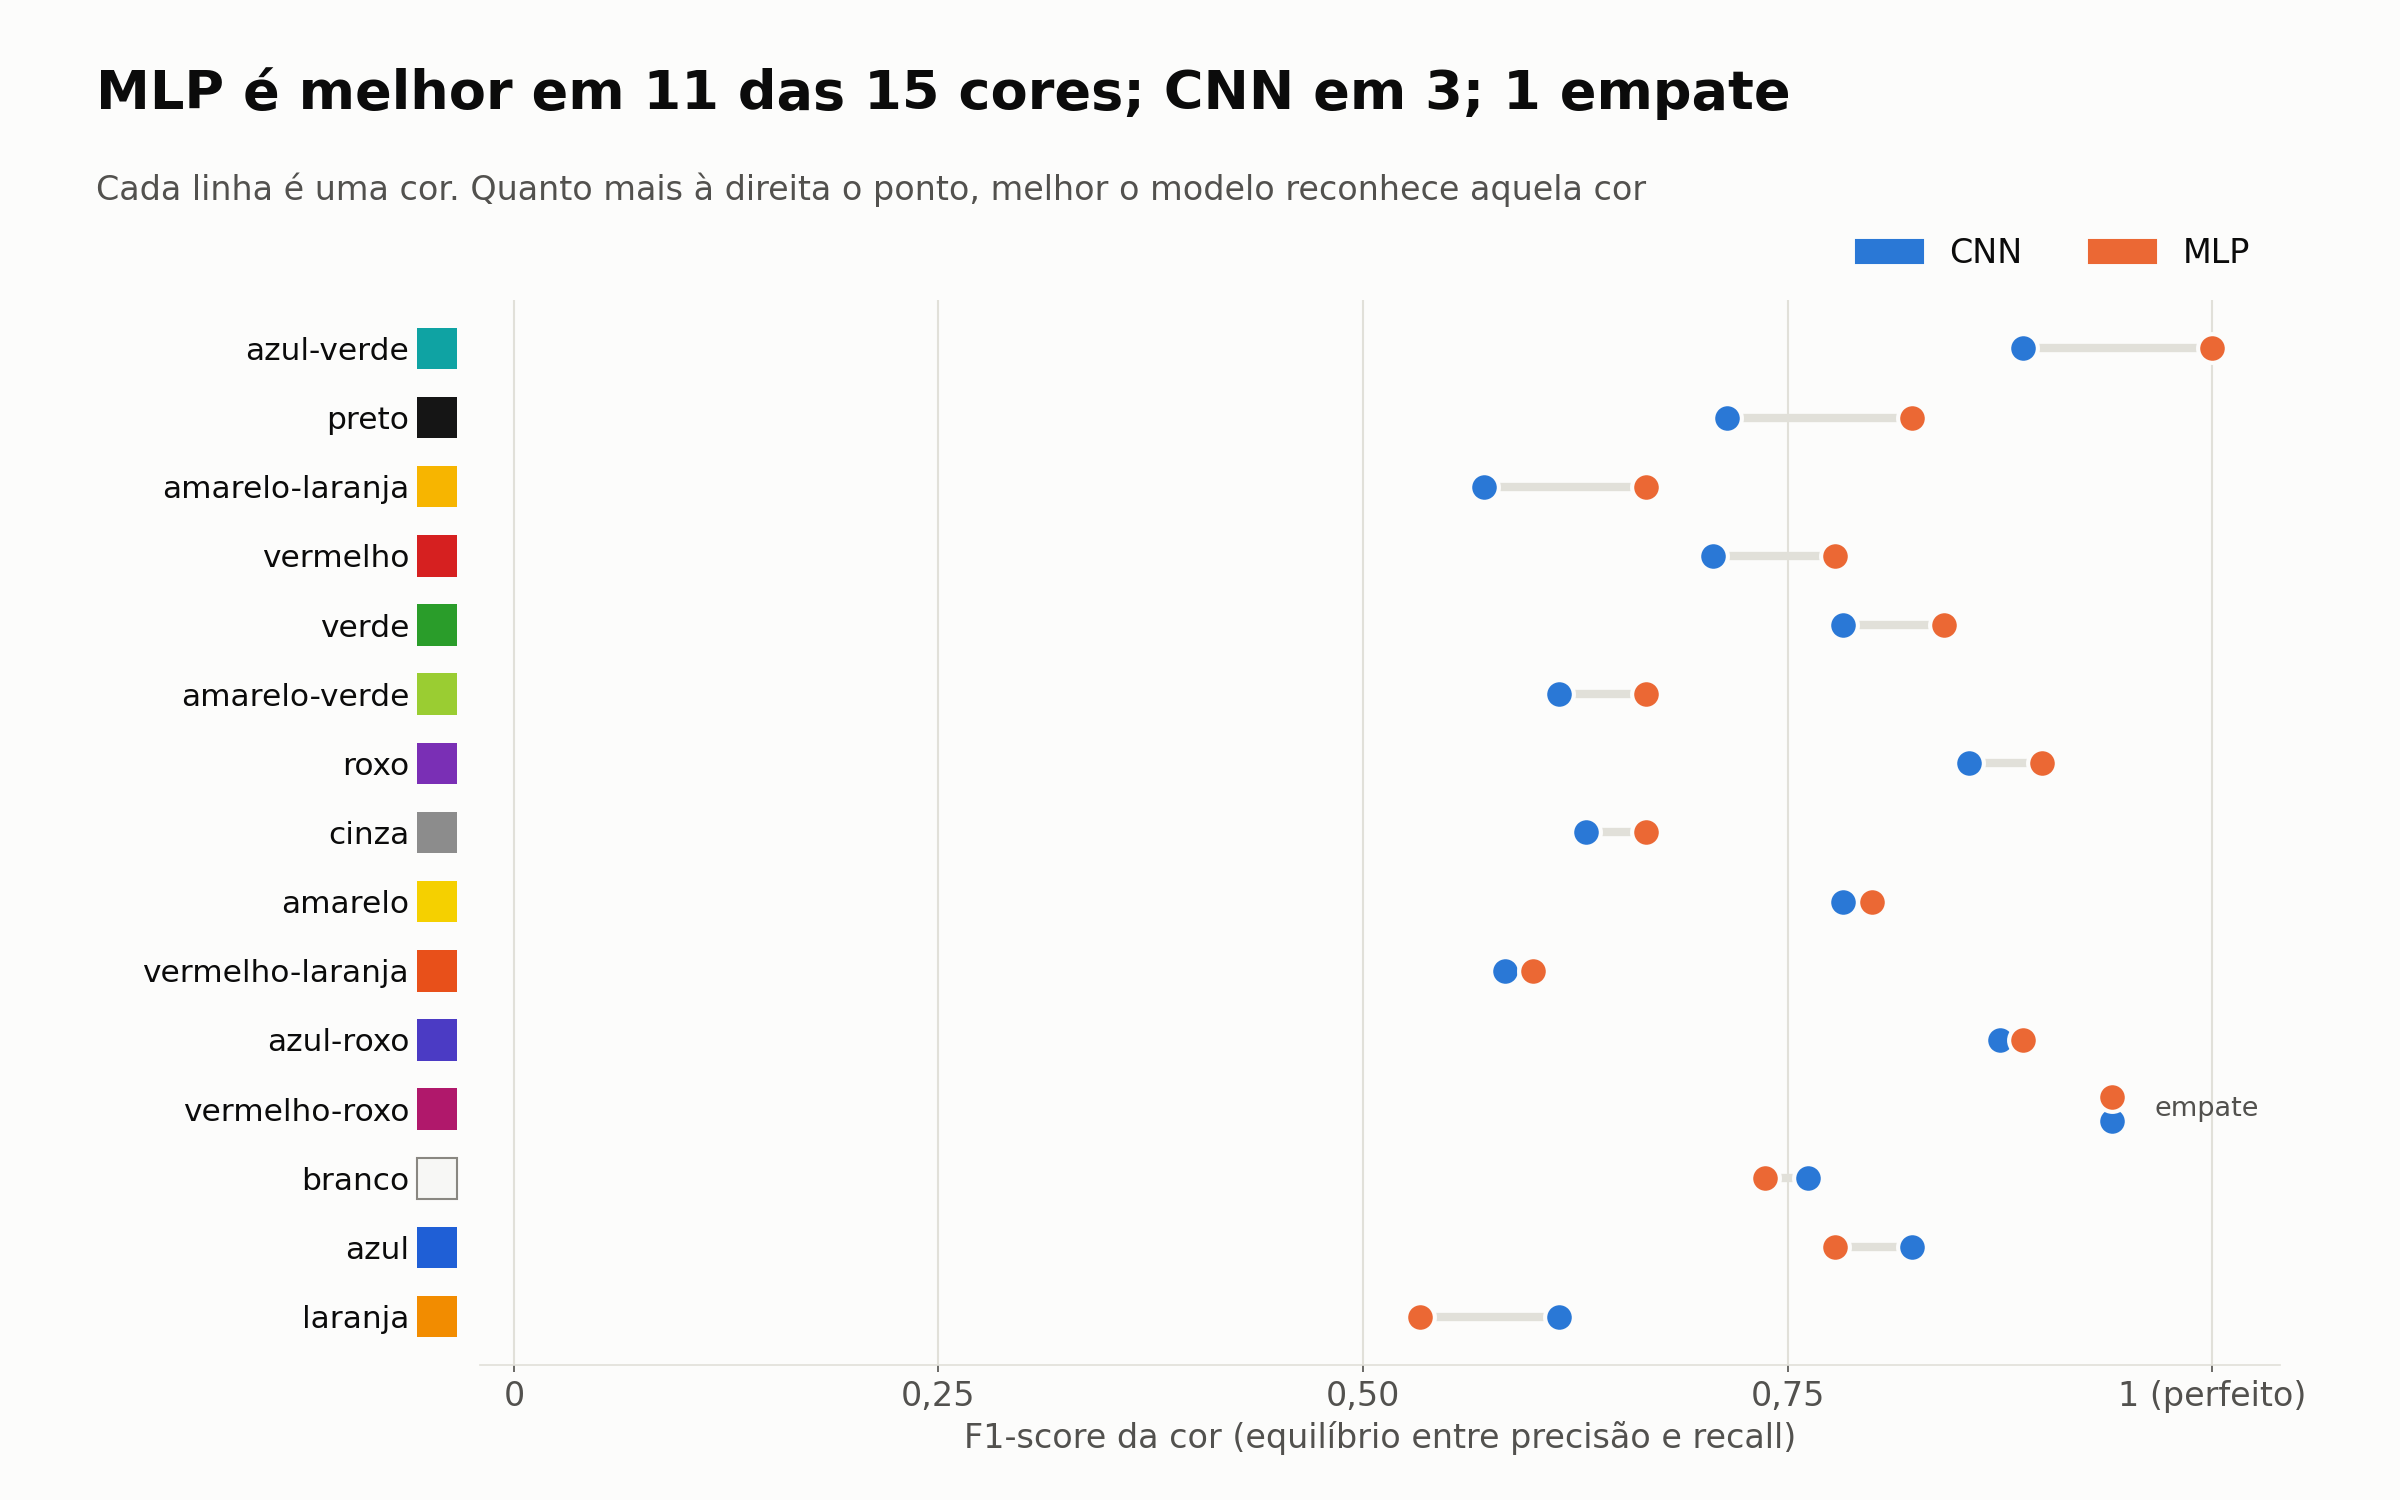 MLP é melhor em 11 das 15 cores; CNN em 3; 1 empate
Cada linha é uma cor. Quanto mais à direita o ponto, melhor o modelo reconhece aquela cor
CNN MLP
azul-verde
preto
amarelo-laranja
vermelho
verde
amarelo-verde
roxo
cinza
amarelo
vermelho-laranja
azul-roxo
vermelho-roxo empate
branco
azul
laranja
0 0,25 0,50 0,75 1 (perfeito)
F1-score da cor (equilíbrio entre precisão e recall)